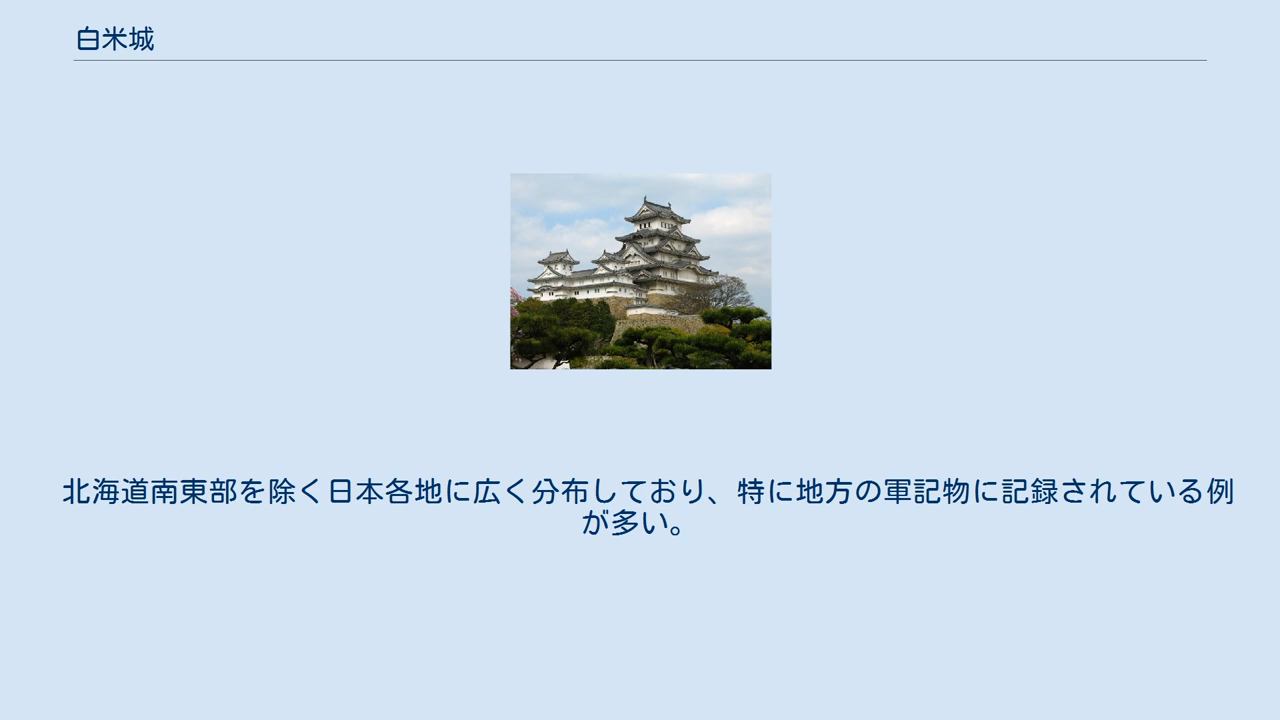 白米城
北海道南東部を除く日本各地に広く分布しており、特に地方の軍記物に記録されている例
が多い。